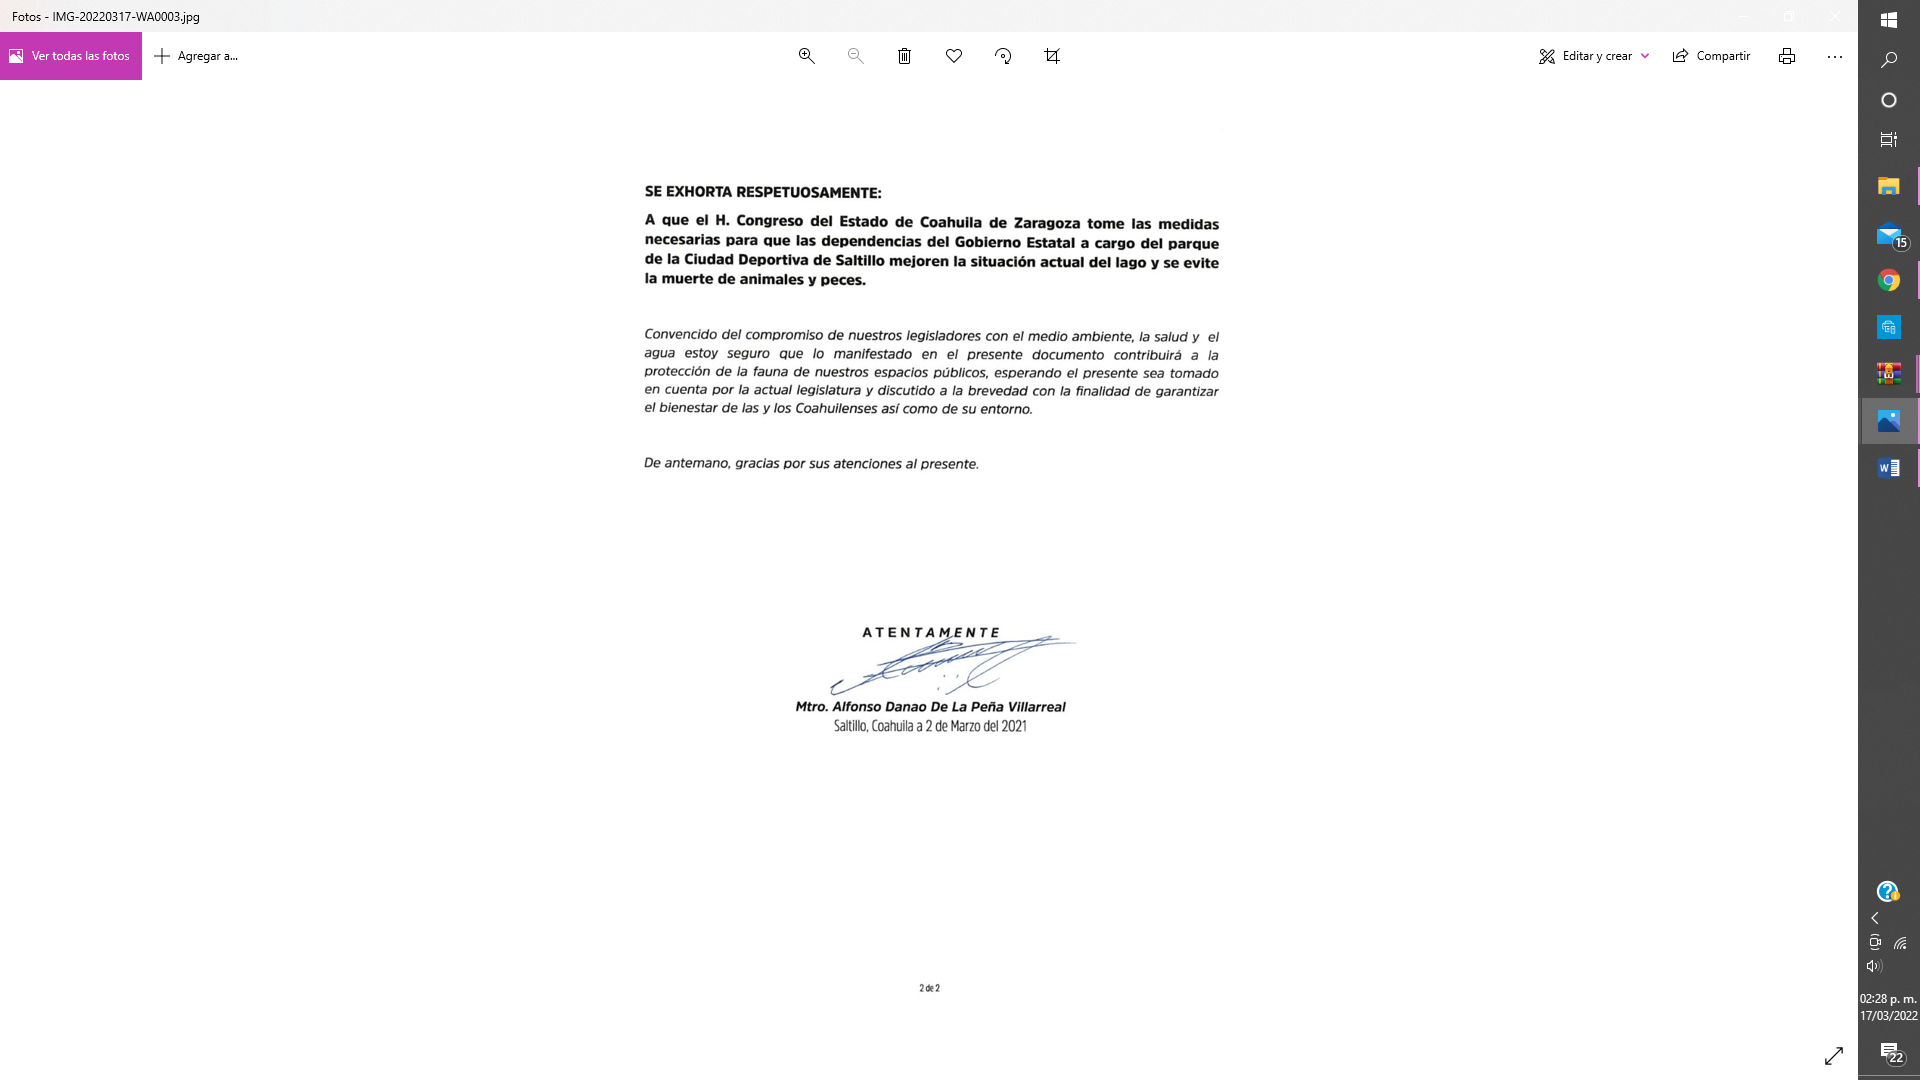 Fotos - IMG-20220317-WA0003.jpg
Ver todas las fotos
Agregar a...
Editar y crear
Compartir
SE EXHORTA RESPETUOSAMENTE:
A que el H. Congreso del Estado de Coahuila de Zaragoza tome las medidas
necesarias para que las dependencias del Gobierno Estatal a cargo del parque
de la Ciudad Deportiva de Saltillo mejoren la situación actual del lago y se evite
la muerte de animales y peces.
Convencido del compromiso de nuestros legisladores con el medio ambiente, la salud y el
agua estoy seguro que lo manifestado en el presente documento contribuirá a la
protección de la fauna de nuestros espacios públicos, esperando el presente sea tomado
en cuenta por la actual legislatura y discutido a la brevedad con la finalidad de garantizar
el bienestar de las y los Coahuilenses así como de su entorno.
De antemano, gracias por sus atenciones al presente.
ATENTAMENTE
Mtro. Alfonso Danao De La Peña Villarreal
Saltillo, Coahuila a 2 de Marzo del 2021
2 de 2
15
02:28 p. m.
17/03/2022
22